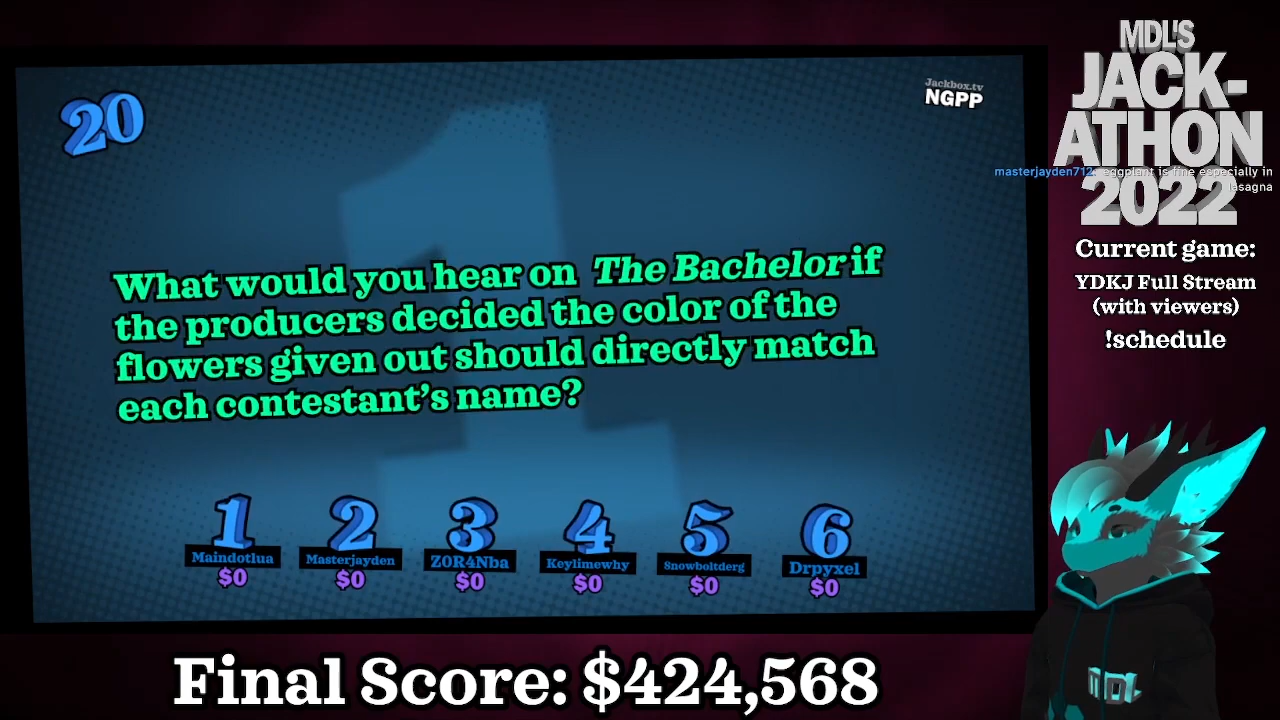 MDL'S
JACK-
ATHON
2022
masterjayden712: eggplant is fine especially in
lasagna
Current game:
YDKJ Full Stream
(with viewers)
!schedule
20
Jackbox.tv
NGPP
What would you hear on The Bachelor if
the producers decided the color of the
flowers given out should directly match
each contestant's name?
1 2 3 4 5 6
Maindotlua Masterjayden Z0R4Nba Keylimewhy Snowboltderg Drpyxel
$0 $0 $0 $0 $0 $0
MDL
Final Score: $424,568